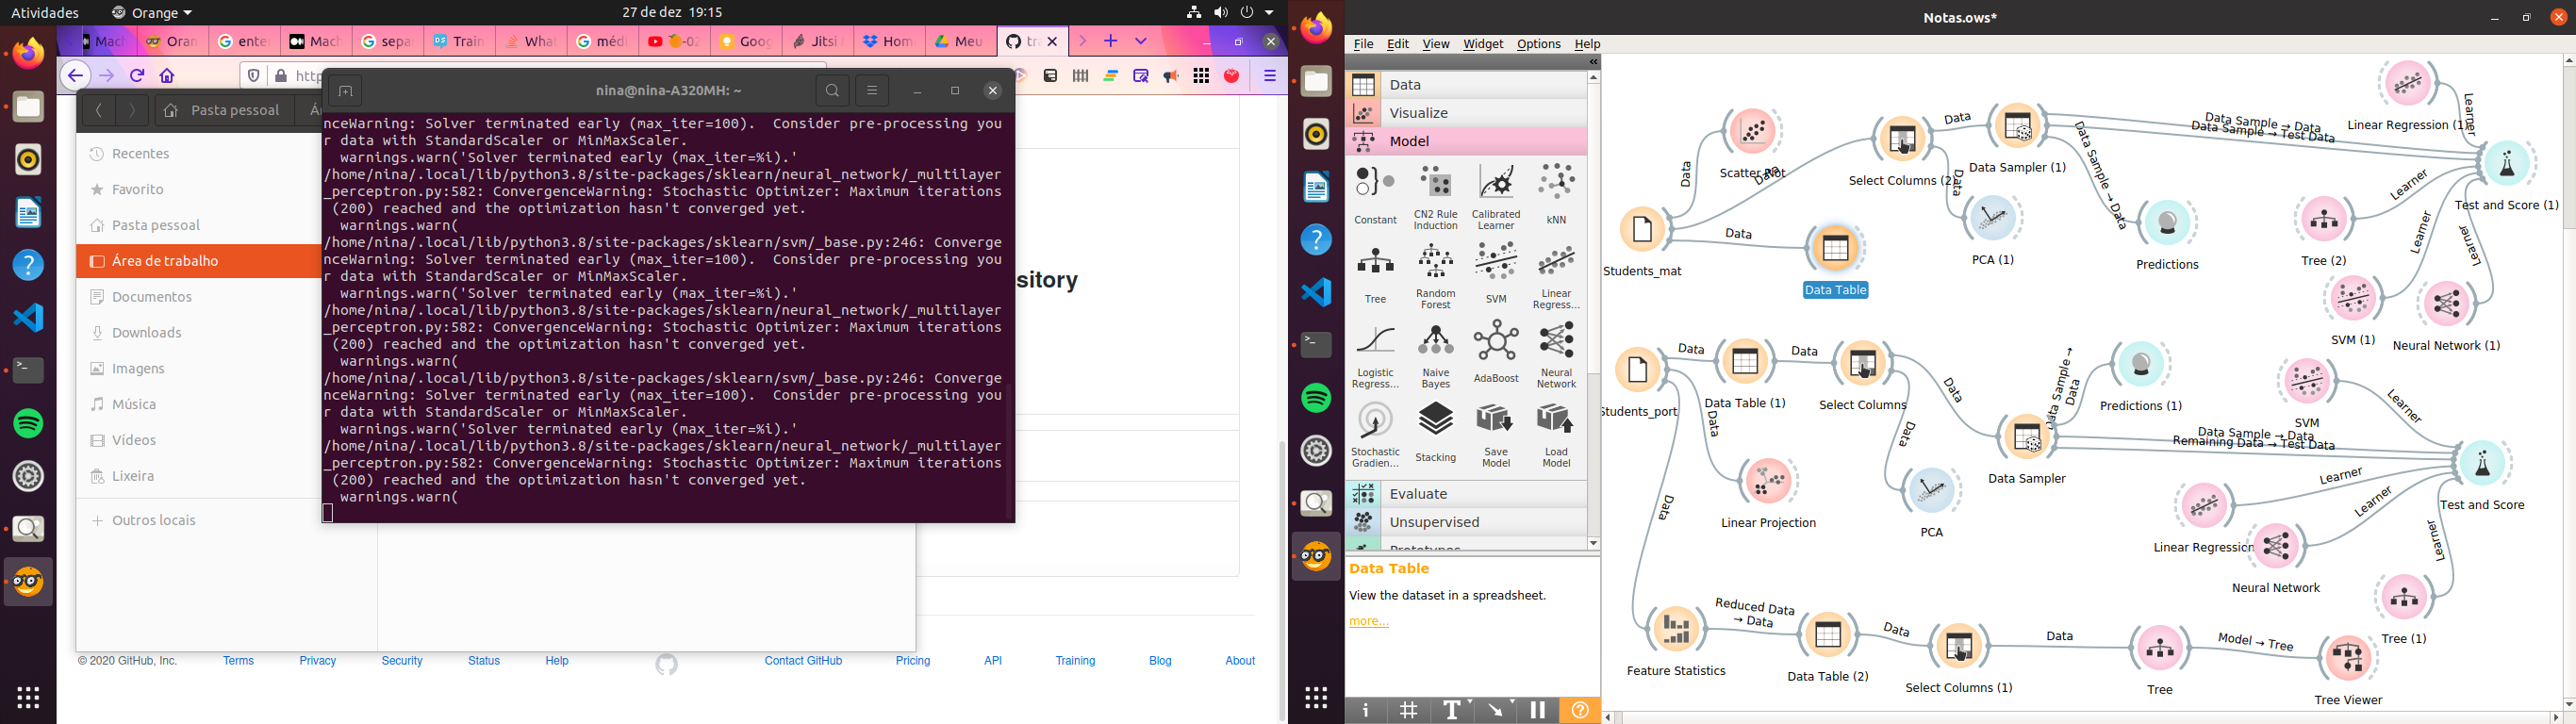 Atividades
Orange
27 de dez 19:15
Mach
Oran
ente
Mach
sepa
Train
What
médi
Goog
Jitsi
Hom
Meu
tr
http
nina@nina-A320MH: ~
Pasta pessoal
Recentes
Favorito
Pasta pessoal
Área de trabalho
Documentos
Downloads
Imagens
Música
Vídeos
Lixeira
Outros locais
nceWarning: Solver terminated early (max_iter=100).  Consider pre-processing you
r data with StandardScaler or MinMaxScaler.
  warnings.warn('Solver terminated early (max_iter=%i).'
/home/nina/.local/lib/python3.8/site-packages/sklearn/neural_network/_multilayer
_perceptron.py:582: ConvergenceWarning: Stochastic Optimizer: Maximum iterations
 (200) reached and the optimization hasn't converged yet.
  warnings.warn(
/home/nina/.local/lib/python3.8/site-packages/sklearn/svm/_base.py:246: Converge
nceWarning: Solver terminated early (max_iter=100).  Consider pre-processing you
r data with StandardScaler or MinMaxScaler.
  warnings.warn('Solver terminated early (max_iter=%i).'
/home/nina/.local/lib/python3.8/site-packages/sklearn/neural_network/_multilayer
_perceptron.py:582: ConvergenceWarning: Stochastic Optimizer: Maximum iterations
 (200) reached and the optimization hasn't converged yet.
  warnings.warn(
/home/nina/.local/lib/python3.8/site-packages/sklearn/svm/_base.py:246: Converge
nceWarning: Solver terminated early (max_iter=100).  Consider pre-processing you
r data with StandardScaler or MinMaxScaler.
  warnings.warn('Solver terminated early (max_iter=%i).'
/home/nina/.local/lib/python3.8/site-packages/sklearn/neural_network/_multilayer
_perceptron.py:582: ConvergenceWarning: Stochastic Optimizer: Maximum iterations
 (200) reached and the optimization hasn't converged yet.
  warnings.warn(
sitory
© 2020 GitHub, Inc.
Terms
Privacy
Security
Status
Help
Contact GitHub
Pricing
API
Training
Blog
About
Notas.ows*
File
Edit
View
Widget
Options
Help
Data
Visualize
Model
Constant
CN2 Rule
Induction
Calibrated
Learner
kNN
Tree
Random
Forest
SVM
Linear
Regress...
Logistic
Regress...
Naive
Bayes
AdaBoost
Neural
Network
Stochastic
Gradien...
Stacking
Save
Model
Load
Model
Evaluate
Unsupervised
Prototypes
Data Table
View the dataset in a spreadsheet.
more...
Students_mat
Data
Data
Data
Scatter Plot
Data Table
Select Columns (2)
Data
Data
Data Sampler (1)
PCA (1)
Data Sample → Data
Data Sample → Test Data
Data Sample → Data
Predictions
Linear Regression (1)
Learner
Test and Score (1)
Tree (2)
Learner
SVM (1)
Learner
Neural Network (1)
Learner
Students_port
Data
Data Table (1)
Data
Select Columns
Data
Data
Data
Data
Linear Projection
PCA
Data Sampler
Data Sample →
Data
Predictions (1)
Data Sample → Data
Remaining Data → Test Data
SVM
Learner
Test and Score
Linear Regression
Learner
Neural Network
Learner
Tree (1)
Learner
Feature Statistics
Reduced Data
→ Data
Data Table (2)
Data
Select Columns (1)
Data
Tree
Model → Tree
Tree Viewer